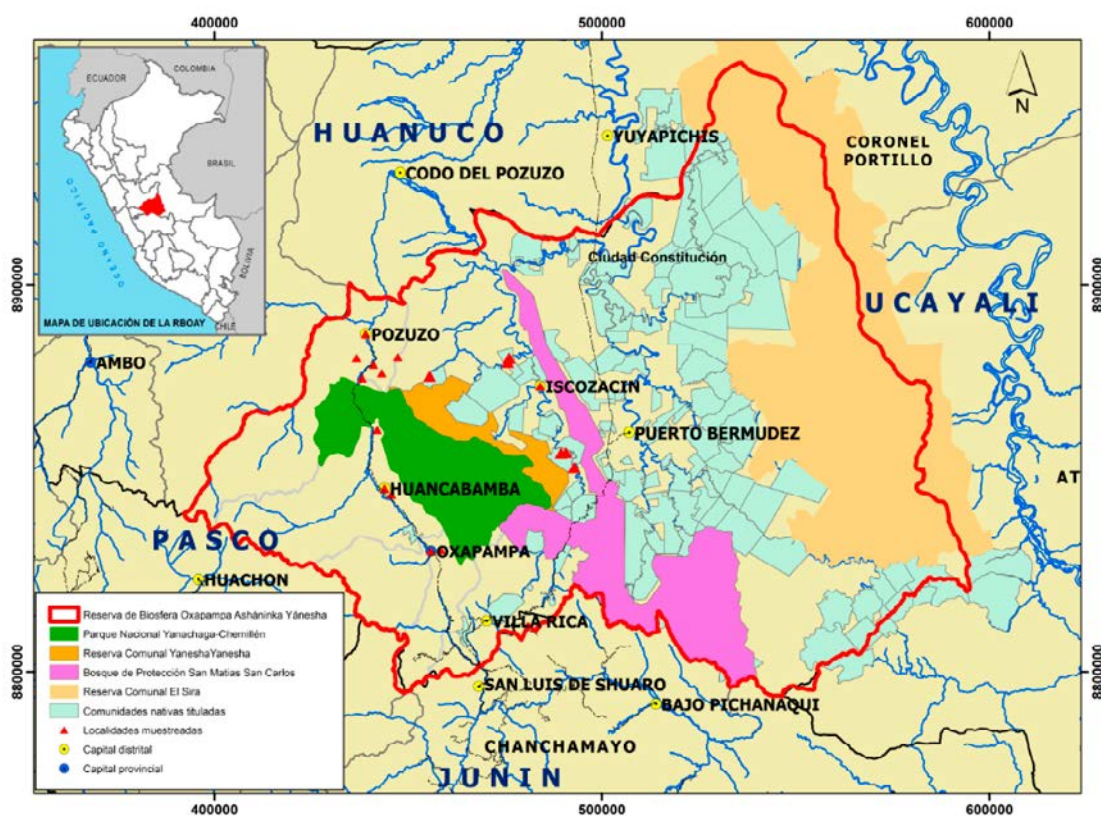 400000
500000
600000
ECUADOR
COLOMBIA
BRASIL
BOLIVIA
CHILE
OCEANO PACIFICO
MAPA DE UBICACIÓN DE LA RBOAY
HUANUCO
YUYAPICHIS
CORONEL
PORTILLO
N
CODO DEL POZUZO
Ciudad Constitución
8900000
8900000
UCAYALI
POZUZO
AMBO
ISCOZACIN
PUERTO BERMUDEZ
HUANCABAMBA
AT
PASCO
OXAPAMPA
HUACHON
VILLA RICA
8800000
8800000
SAN LUIS DE SHUARO
BAJO PICHANAQUI
CHANCHAMAYO
JUNIN
Reserva de Biosfera Oxapampa Asháninka Yánesha
Parque Nacional Yanachaga-Chemillén
Reserva Comunal YaneshaYanesha
Bosque de Protección San Matias San Carlos
Reserva Comunal El Sira
Comunidades nativas tituladas
Localidades muestreadas
Capital distrital
Capital provincial
400000
500000
600000